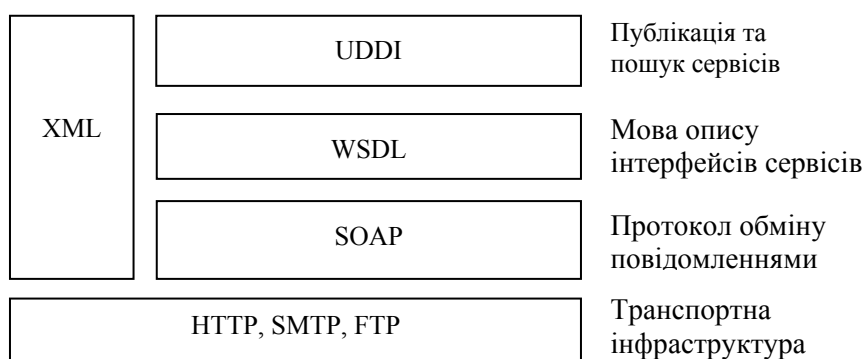 UDDI
Публікація та
пошук сервісів
XML
WSDL
Мова опису
інтерфейсів сервісів
SOAP
Протокол обміну
повідомленнями
HTTP, SMTP, FTP
Транспортна
інфраструктура